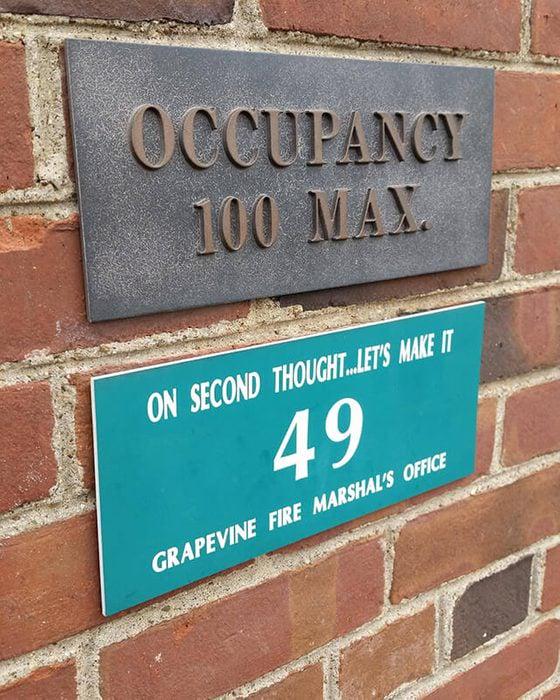 OCCUPANCY
100 MAX.
ON SECOND THOUGHT...LET'S MAKE IT
49
GRAPEVINE FIRE MARSHAL'S OFFICE